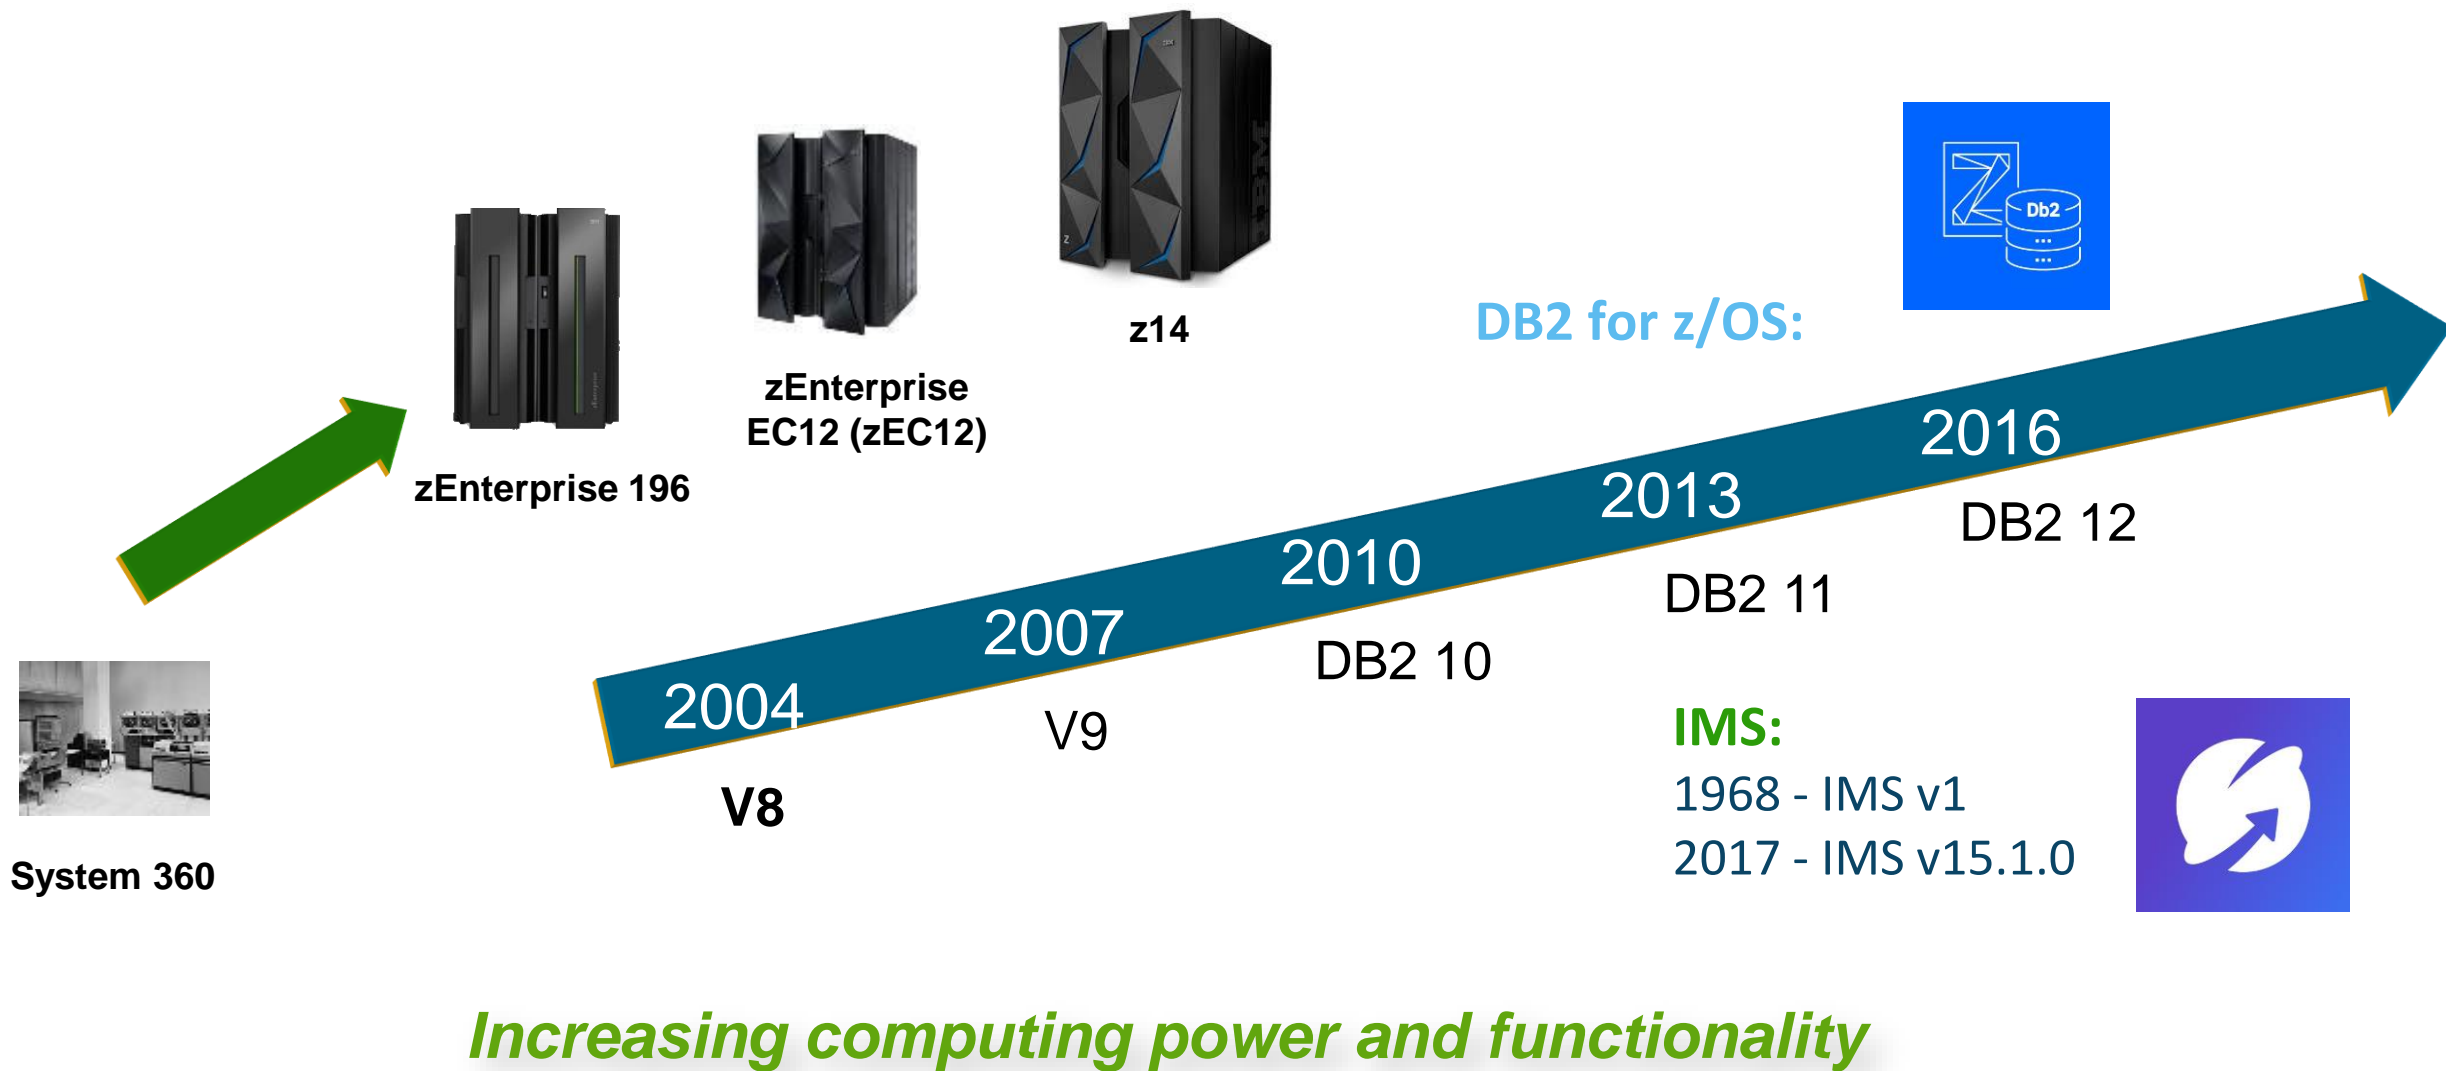 z14
zEnterprise
EC12 (zEC12)
zEnterprise 196
System 360
Db2
DB2 for z/OS:
2004
2007
2010
2013
2016
V8
V9
DB2 10
DB2 11
DB2 12
IMS:
1968 - IMS v1
2017 - IMS v15.1.0
Increasing computing power and functionality
IBM
Z
zEnterprise